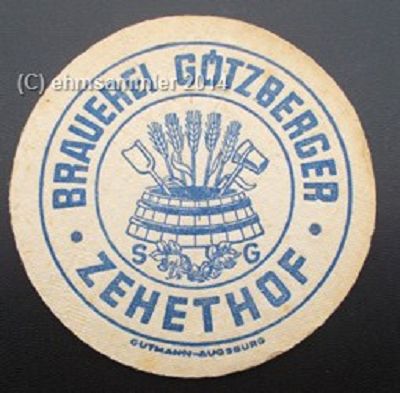 (C) ehmsammler 2014
BRAUEREI GÖTZBERGER
S G
• ZEHETHOF •
GUTMANN-AUGSBURG